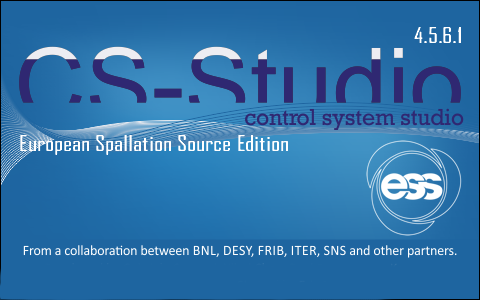 4.5.6.1
CS-Studio
control system studio
European Spallation Source Edition
ess
From a collaboration between BNL, DESY, FRIB, ITER, SNS and other partners.